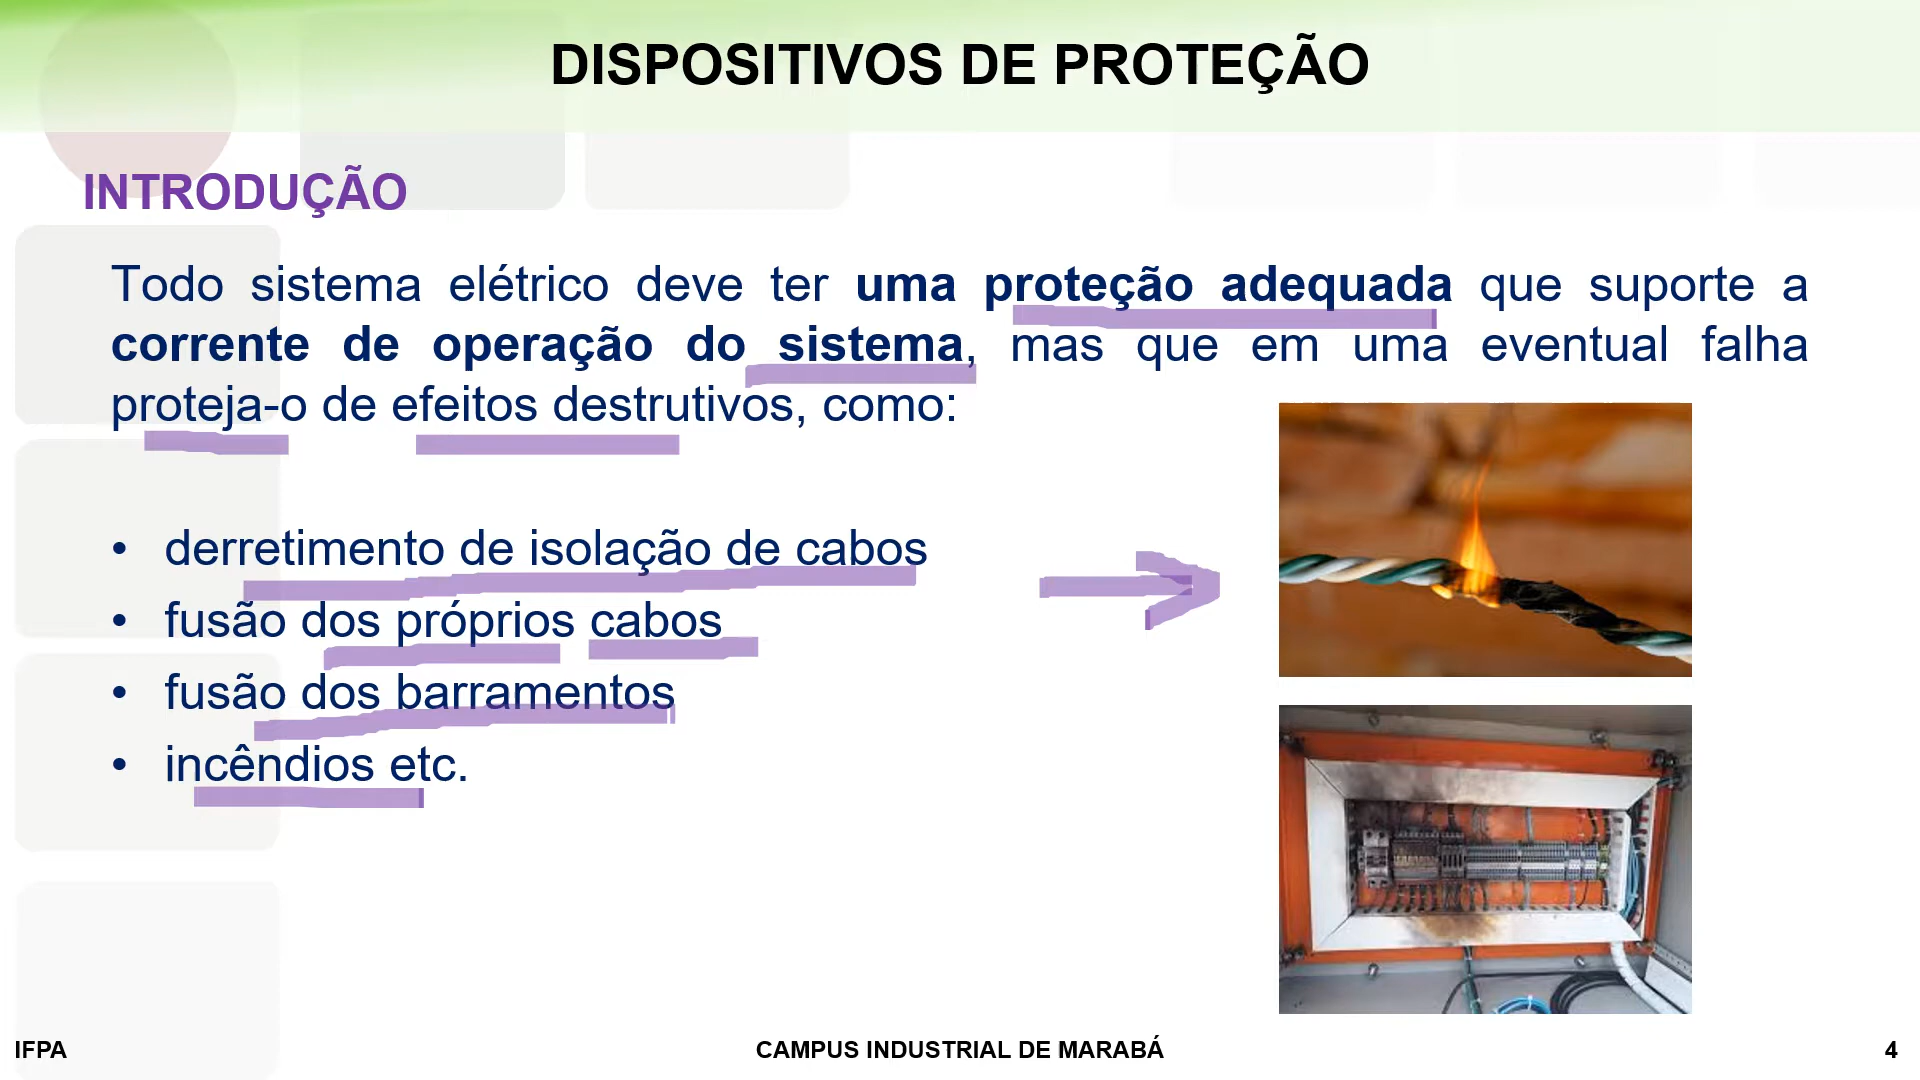 DISPOSITIVOS DE PROTEÇÃO
INTRODUÇÃO
Todo sistema elétrico deve ter uma proteção adequada que suporte a
corrente de operação do sistema, mas que em uma eventual falha
proteja-o de efeitos destrutivos, como:
• derretimento de isolação de cabos
• fusão dos próprios cabos
• fusão dos barramentos
• incêndios etc.
IFPA
CAMPUS INDUSTRIAL DE MARABÁ
4